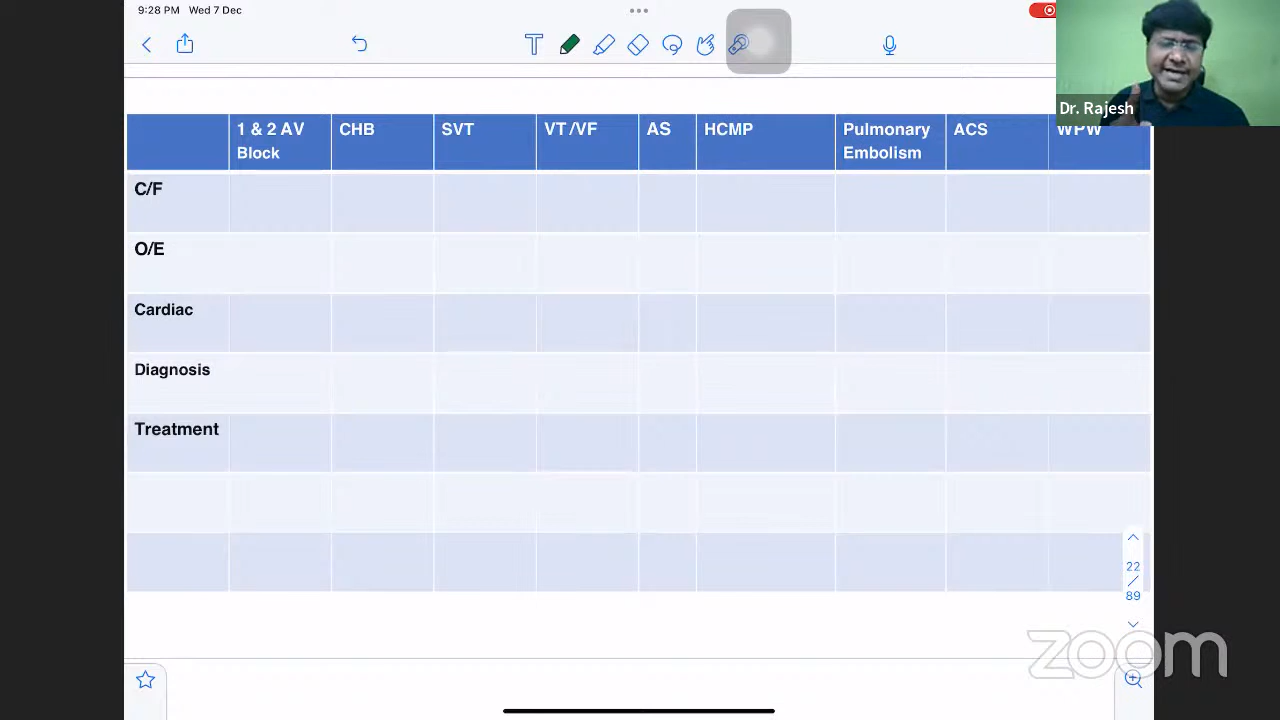 9:28 PM Wed 7 Dec
Dr. Rajesh
1 & 2 AV Block CHB SVT VT /VF AS HCMP Pulmonary Embolism ACS WPW
C/F
O/E
Cardiac
Diagnosis
Treatment
22
/
89
zoom